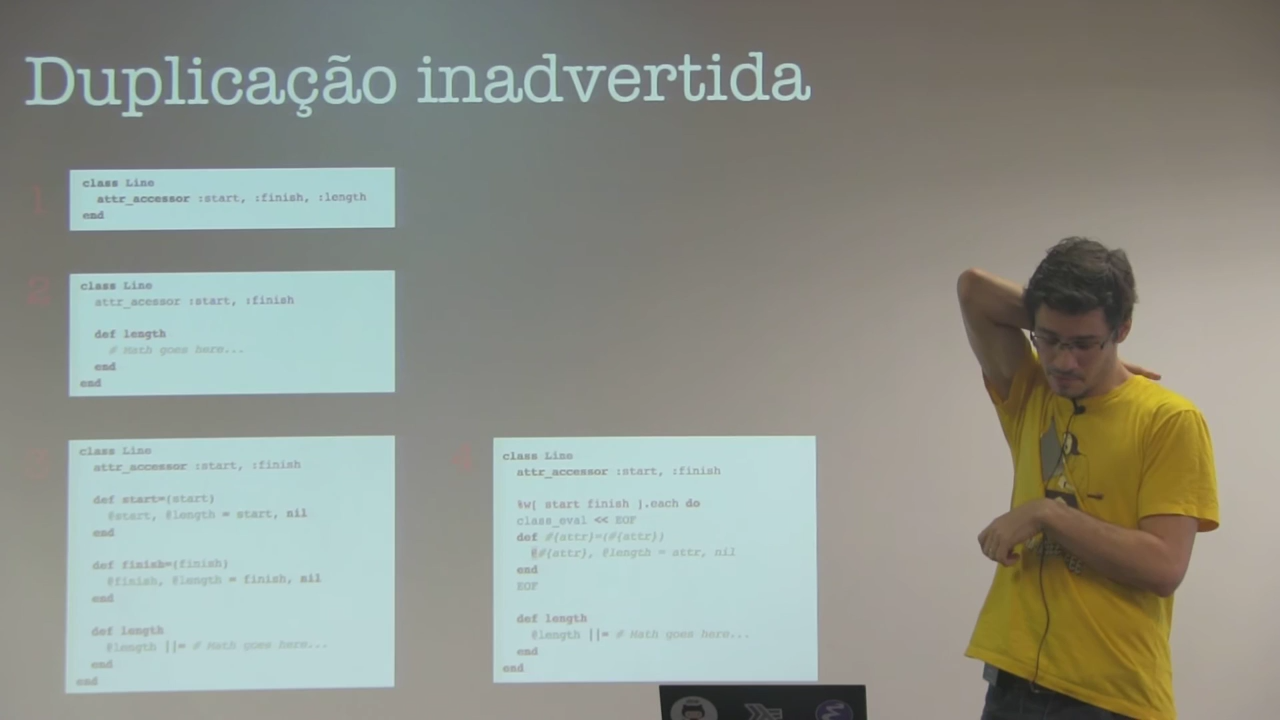 Duplicação inadvertida
1
class Line
attr_accessor :start, :finish, :length
end
2
class Line
attr_acessor :start, :finish
def length
# Math goes here...
end
end
3
class Line
attr_accessor :start, :finish
def start=(start)
@start, @length = start, nil
end
def finish=(finish)
@finish, @length = finish, nil
end
def length
@length ||= # Math goes here...
end
end
4
class Line
attr_accessor :start, :finish
%w[ start finish ].each do
class_eval << EOF
def #{attr}=(#{attr})
@#{attr}, @length = attr, nil
end
EOF
def length
@length ||= # Math goes here...
end
end